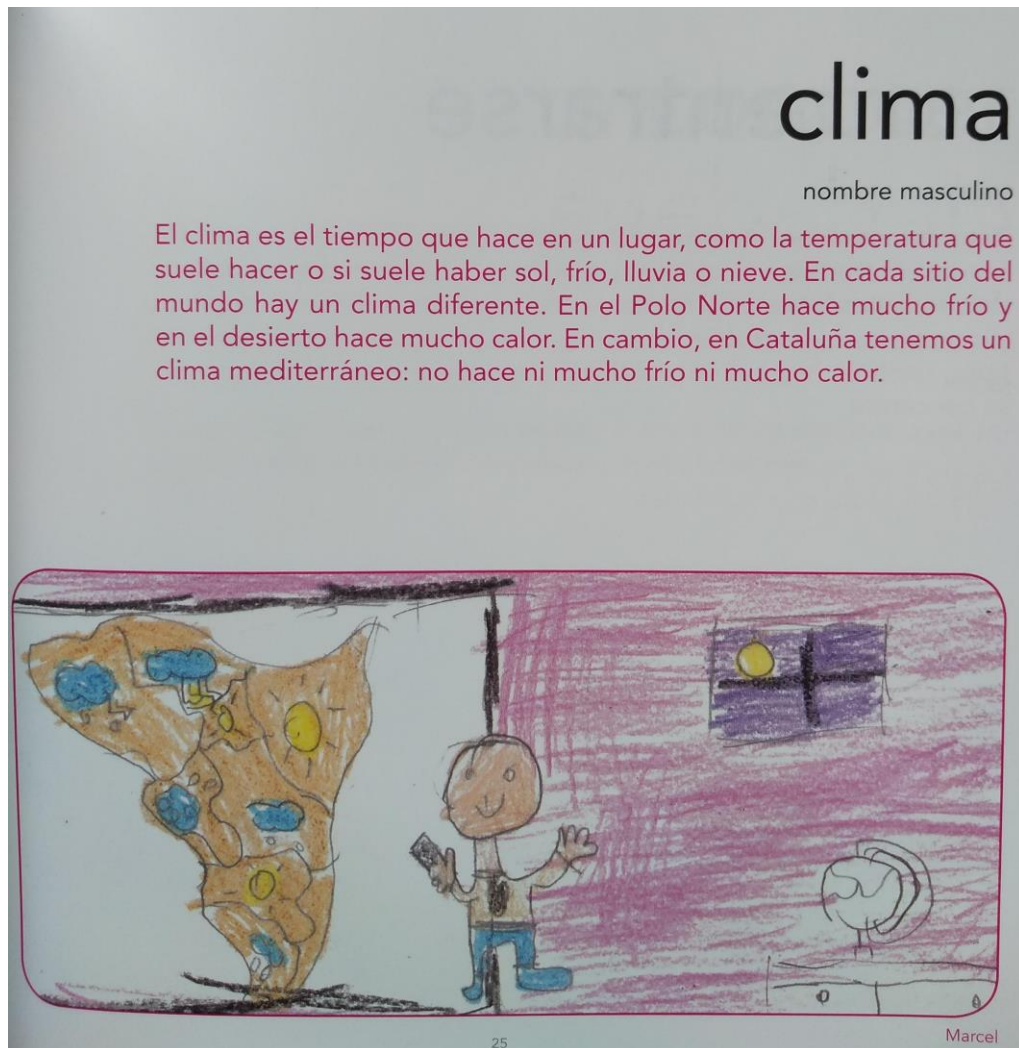 clima
nombre masculino
El clima es el tiempo que hace en un lugar, como la temperatura que
suele hacer o si suele haber sol, frío, lluvia o nieve. En cada sitio del
mundo hay un clima diferente. En el Polo Norte hace mucho frío y
en el desierto hace mucho calor. En cambio, en Cataluña tenemos un
clima mediterráneo: no hace ni mucho frío ni mucho calor.
25
Marcel